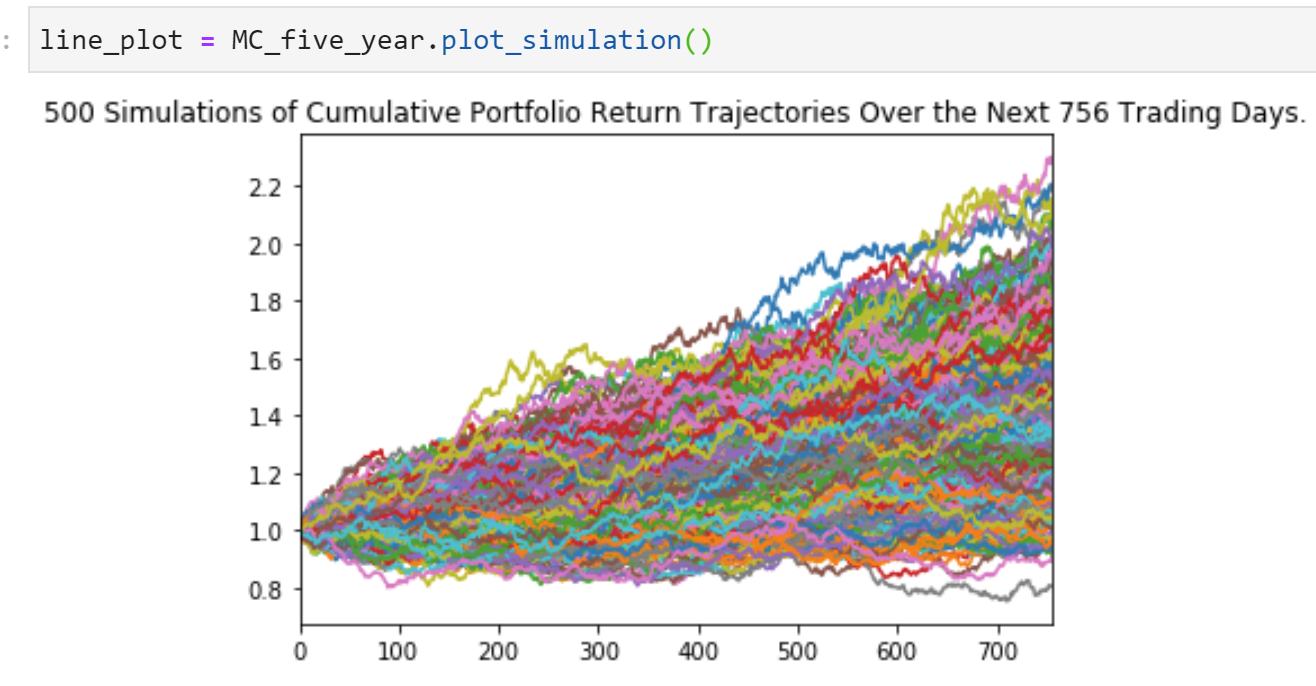 : line_plot = MC_five_year.plot_simulation()
500 Simulations of Cumulative Portfolio Return Trajectories Over the Next 756 Trading Days.
2.2
2.0
1.8
1.6
1.4
1.2
1.0
0.8
0 100 200 300 400 500 600 700